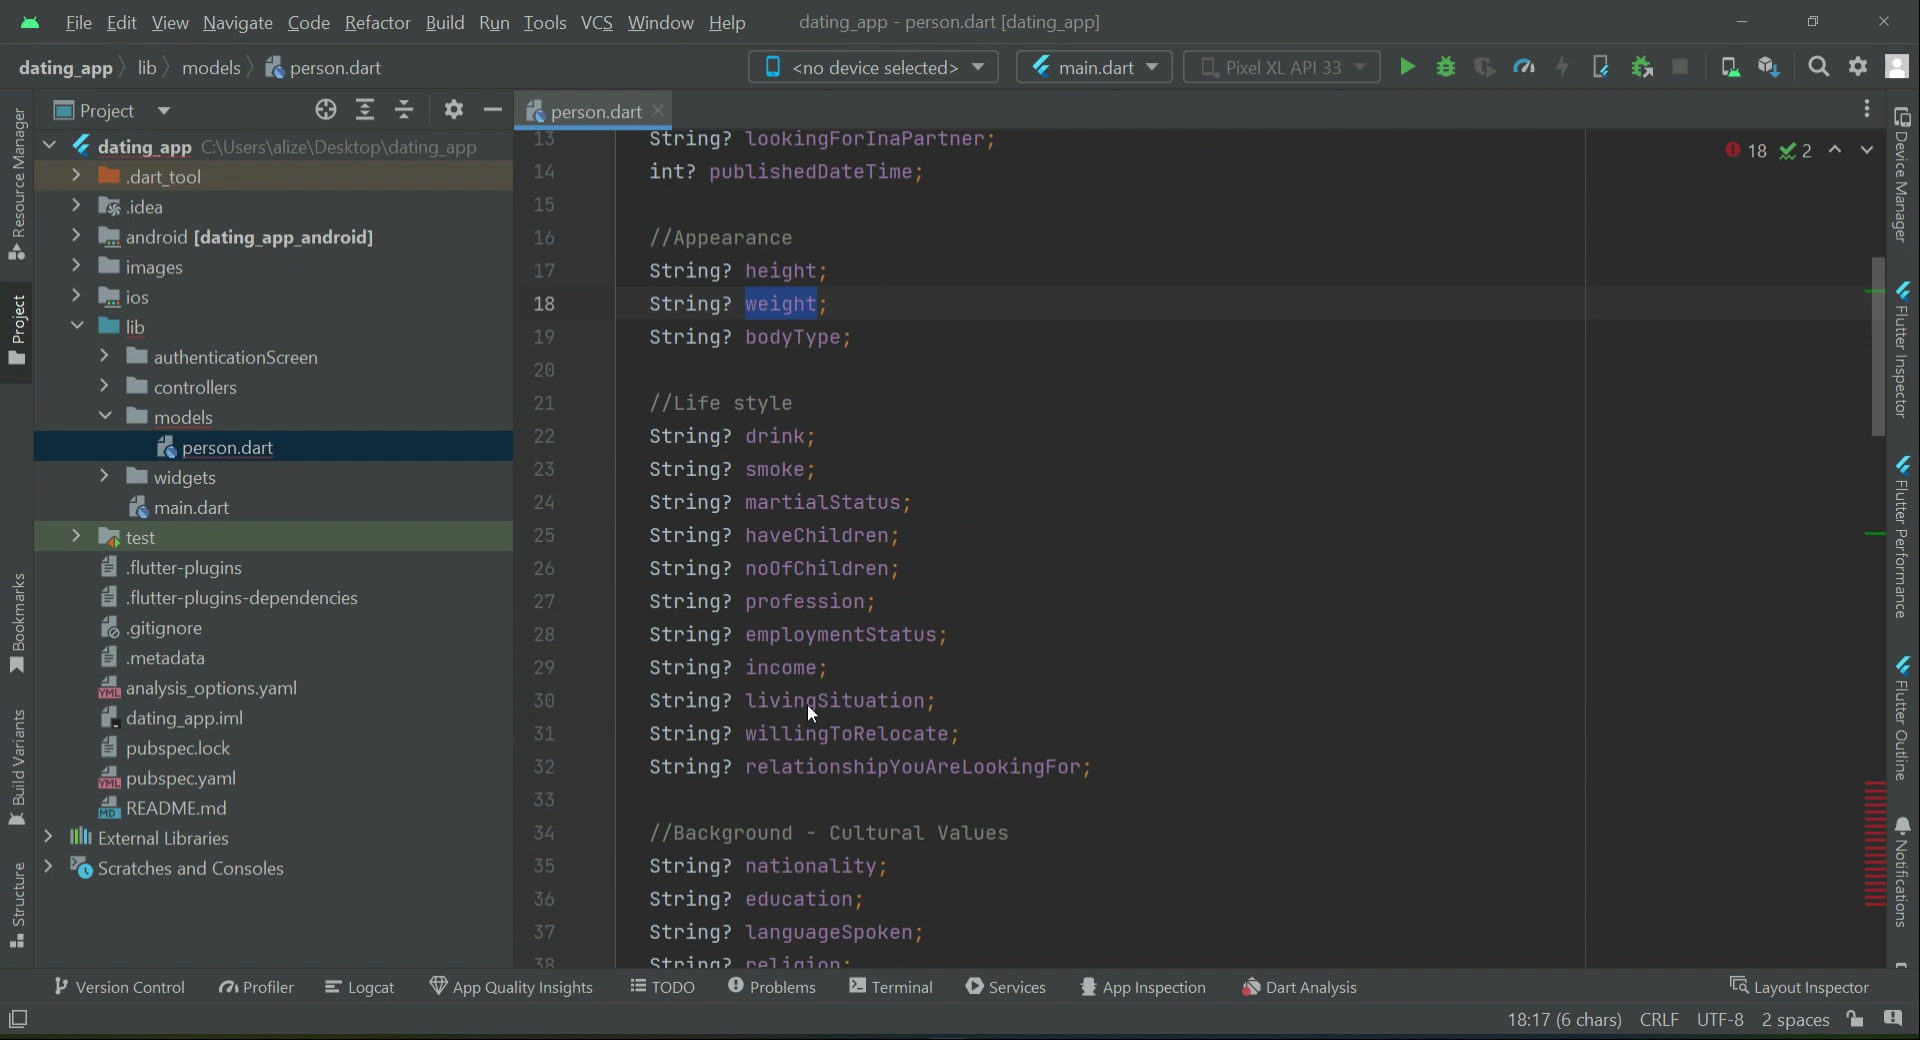 File Edit View Navigate Code Refactor Build Run Tools VCS Window Help dating_app - person.dart [dating_app]
dating_app lib models person.dart <no device selected> main.dart Pixel XL API 33
Project
person.dart
Resource Manager
Project
Bookmarks
Build Variants
Structure
dating_app C:\Users\alize\Desktop\dating_app
.dart_tool
.idea
android [dating_app_android]
images
ios
lib
authenticationScreen
controllers
models
person.dart
widgets
main.dart
test
.flutter-plugins
.flutter-plugins-dependencies
.gitignore
.metadata
analysis_options.yaml
dating_app.iml
pubspec.lock
pubspec.yaml
README.md
External Libraries
Scratches and Consoles
18 2
13 String? lookingForInaPartner;
14 int? publishedDateTime;
15
16 //Appearance
17 String? height;
18 String? weight;
19 String? bodyType;
20
21 //Life style
22 String? drink;
23 String? smoke;
24 String? martialStatus;
25 String? haveChildren;
26 String? noOfChildren;
27 String? profession;
28 String? employmentStatus;
29 String? income;
30 String? livingSituation;
31 String? willingToRelocate;
32 String? relationshipYouAreLookingFor;
33
34 //Background - Cultural Values
35 String? nationality;
36 String? education;
37 String? languageSpoken;
38 String? religion;
Device Manager
Flutter Inspector
Flutter Performance
Flutter Outline
Notifications
Version Control Profiler Logcat App Quality Insights TODO Problems Terminal Services App Inspection Dart Analysis Layout Inspector
18:17 (6 chars) CRLF UTF-8 2 spaces